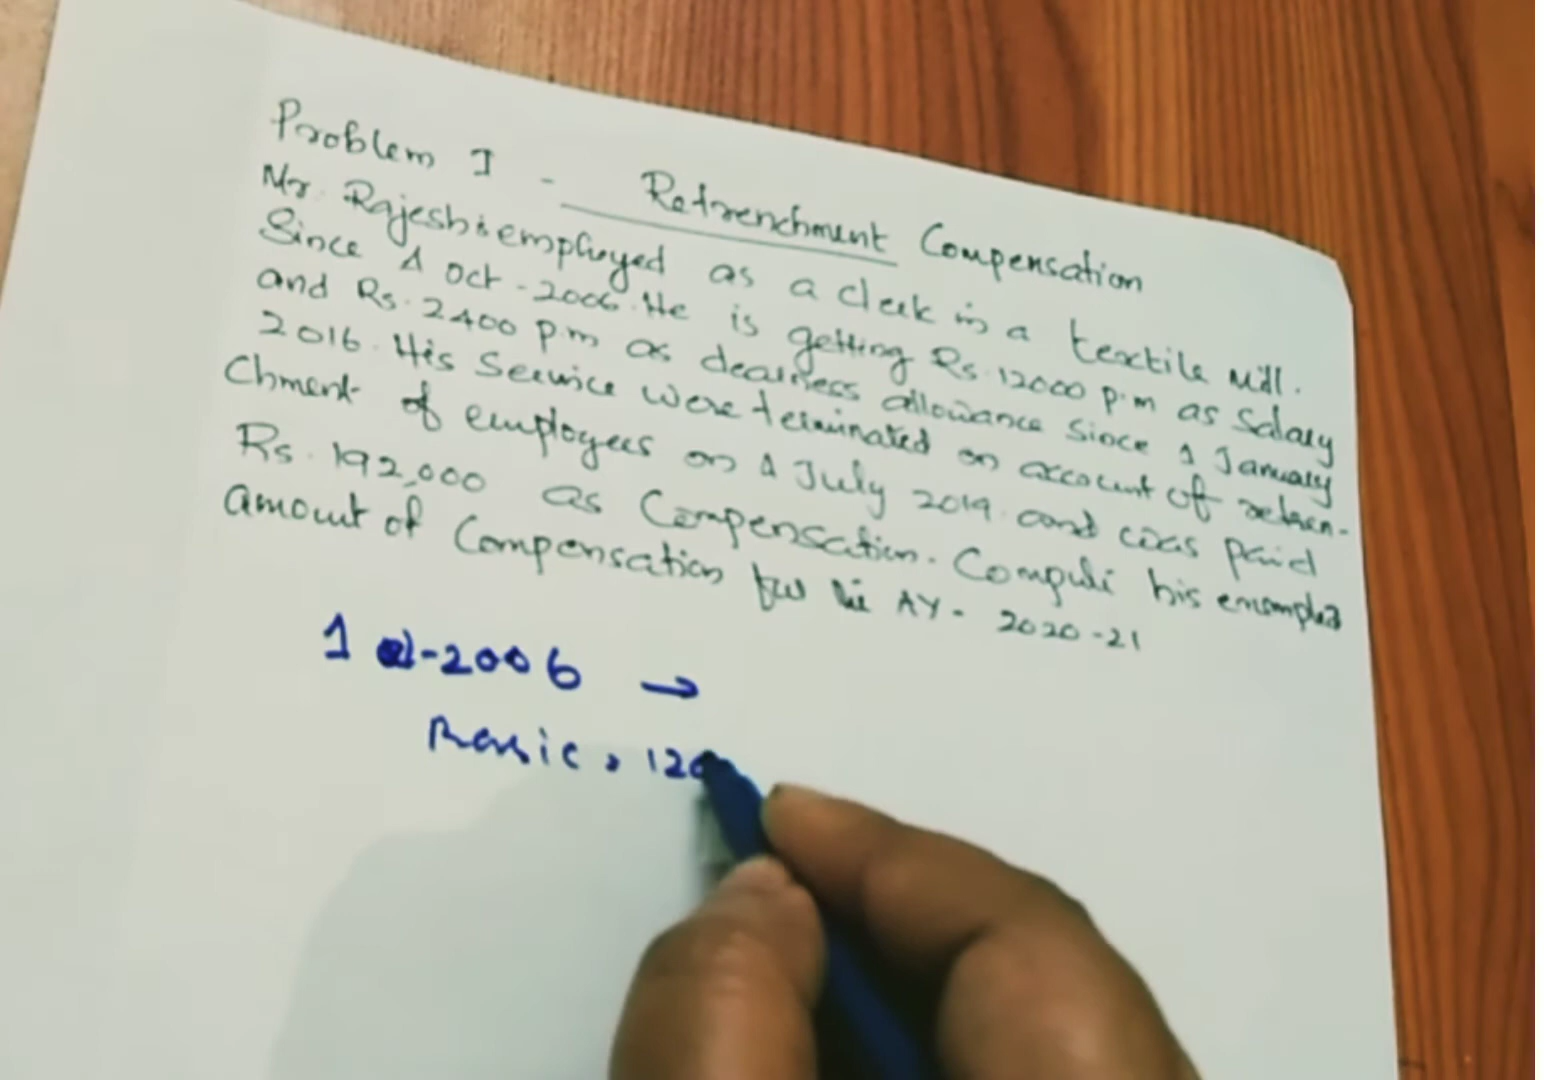 Problem I - Retrenchment Compensation
Mr. Rajesh is employed as a clerk in a textile Mill.
Since 1 Oct - 2006. He is getting Rs. 12000 p.m as Salary
and Rs. 2400 p.m as dearness allowance Since 1 January
2016. His Service were terminated on account of retren-
chment of employees on 1 July 2019 and was paid
Rs. 192,000 as Compensation. Compute his exempted
amount of Compensation for the AY - 2020-21
1 -2006 →
Basic